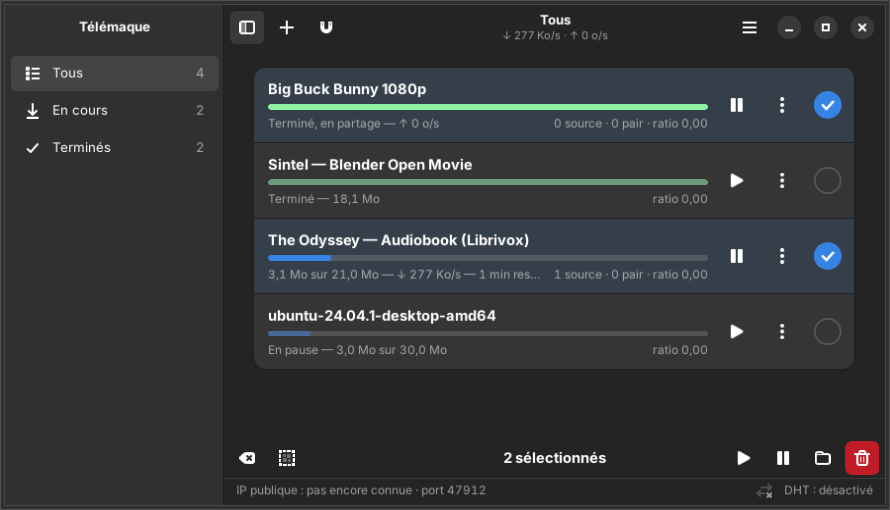 Télémaque
Tous
↓ 277 Ko/s · ↑ 0 o/s
Tous 4
En cours 2
Terminés 2
Big Buck Bunny 1080p
Terminé, en partage — ↑ 0 o/s 0 source · 0 pair · ratio 0,00
Sintel — Blender Open Movie
Terminé — 18,1 Mo ratio 0,00
The Odyssey — Audiobook (Librivox)
3,1 Mo sur 21,0 Mo — ↓ 277 Ko/s — 1 min res… 1 source · 0 pair · ratio 0,00
ubuntu-24.04.1-desktop-amd64
En pause — 3,0 Mo sur 30,0 Mo ratio 0,00
2 sélectionnés
IP publique : pas encore connue · port 47912 DHT : désactivé